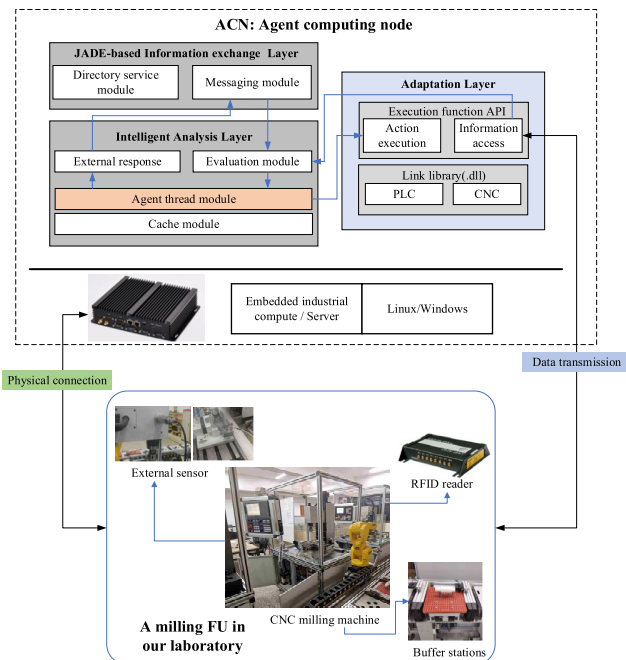 ACN: Agent computing node
JADE-based Information exchange Layer
Directory service
module
Messaging module
Adaptation Layer
Execution function API
Action
execution
Information
access
Intelligent Analysis Layer
External response
Evaluation module
Link library(.dll)
Agent thread module
PLC
CNC
Cache module
Embedded industrial
compute / Server
Linux/Windows
Physical connection
Data transmission
External sensor
RFID reader
CNC milling machine
A milling FU in
our laboratory
Buffer stations